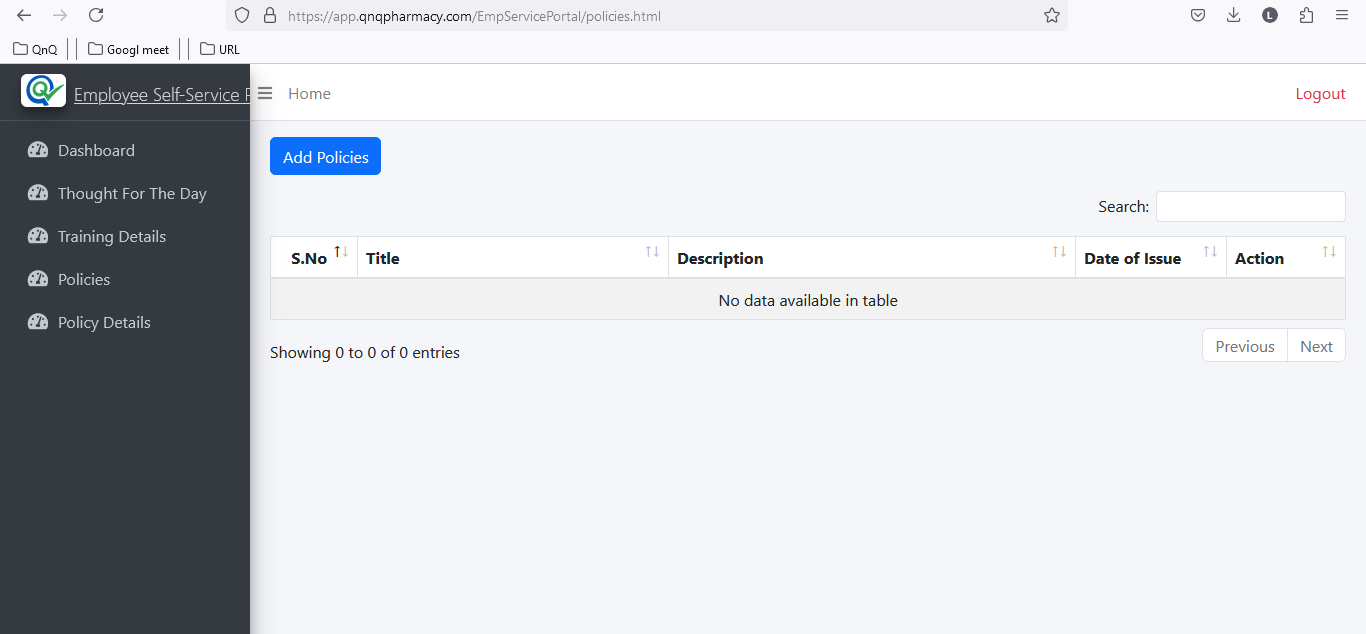 https://app.qnqpharmacy.com/EmpServicePortal/policies.html
L
QnQ
Googl meet
URL
Employee Self-Service P
Home
Logout
Dashboard
Thought For The Day
Training Details
Policies
Policy Details
Add Policies
Search:
S.No Title Description Date of Issue Action
No data available in table
Showing 0 to 0 of 0 entries
Previous Next